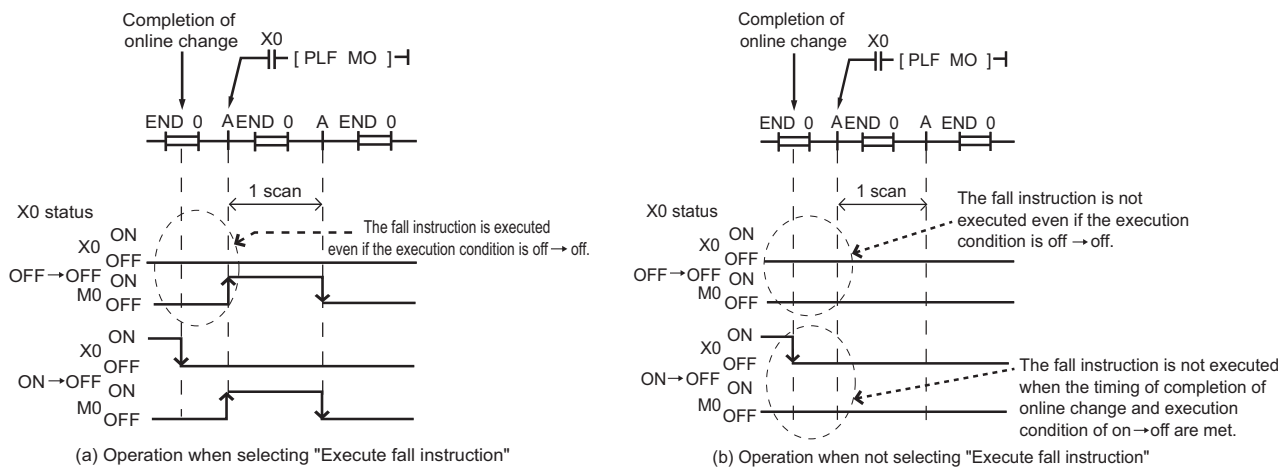 Completion of
online change
X0
[ PLF MO ]
END 0 A END 0 A END 0
1 scan
X0 status
The fall instruction is executed
even if the execution condition is off → off.
ON
X0
OFF
OFF→OFF
ON
M0
OFF
ON
X0
OFF
ON→OFF
ON
M0
OFF
(a) Operation when selecting "Execute fall instruction"
Completion of
online change
X0
[ PLF MO ]
END 0 A END 0 A END 0
1 scan
X0 status
The fall instruction is not
executed even if the execution
condition is off → off.
ON
X0
OFF
OFF→OFF
ON
M0
OFF
ON
X0
OFF
ON→OFF
ON
M0
OFF
The fall instruction is not executed
when the timing of completion of
online change and execution
condition of on→off are met.
(b) Operation when not selecting "Execute fall instruction"